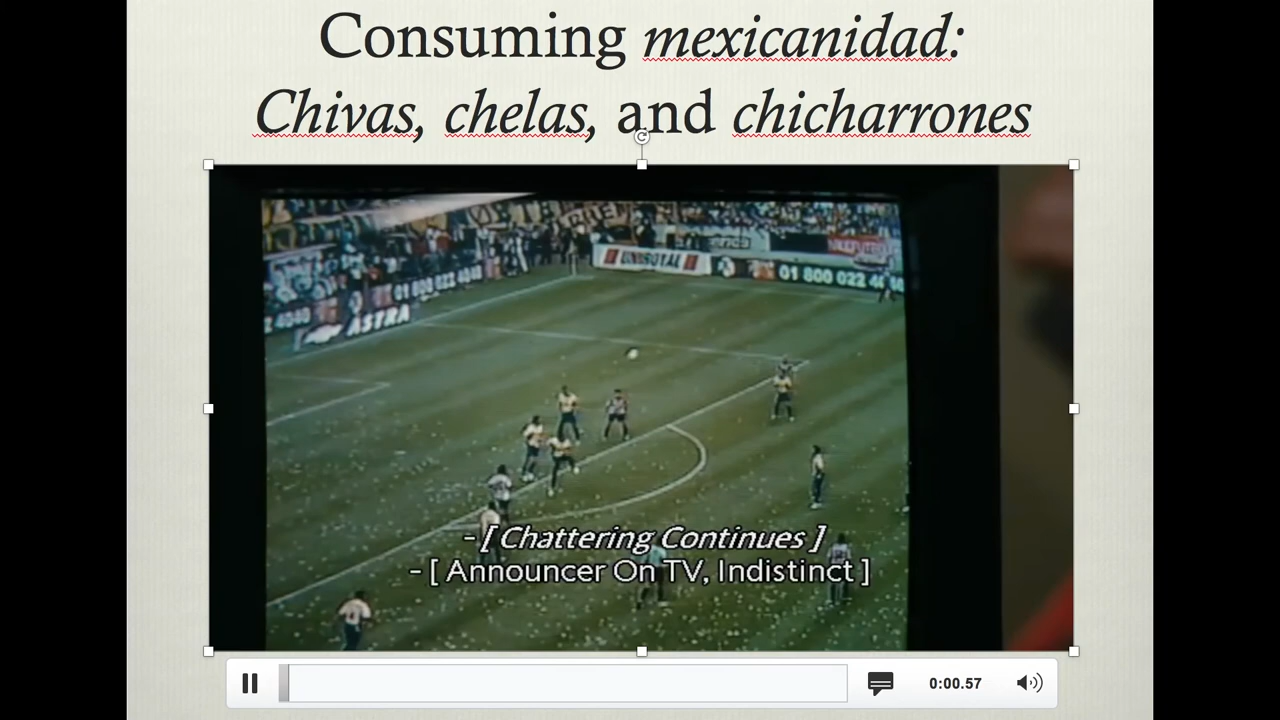 Consuming mexicanidad:
Chivas, chelas, and chicharrones
UNIROYAL
01 800 022 4040
01 800 022 40
ASTRA
- [ Chattering Continues ]
- [ Announcer On TV, Indistinct ]
0:00.57